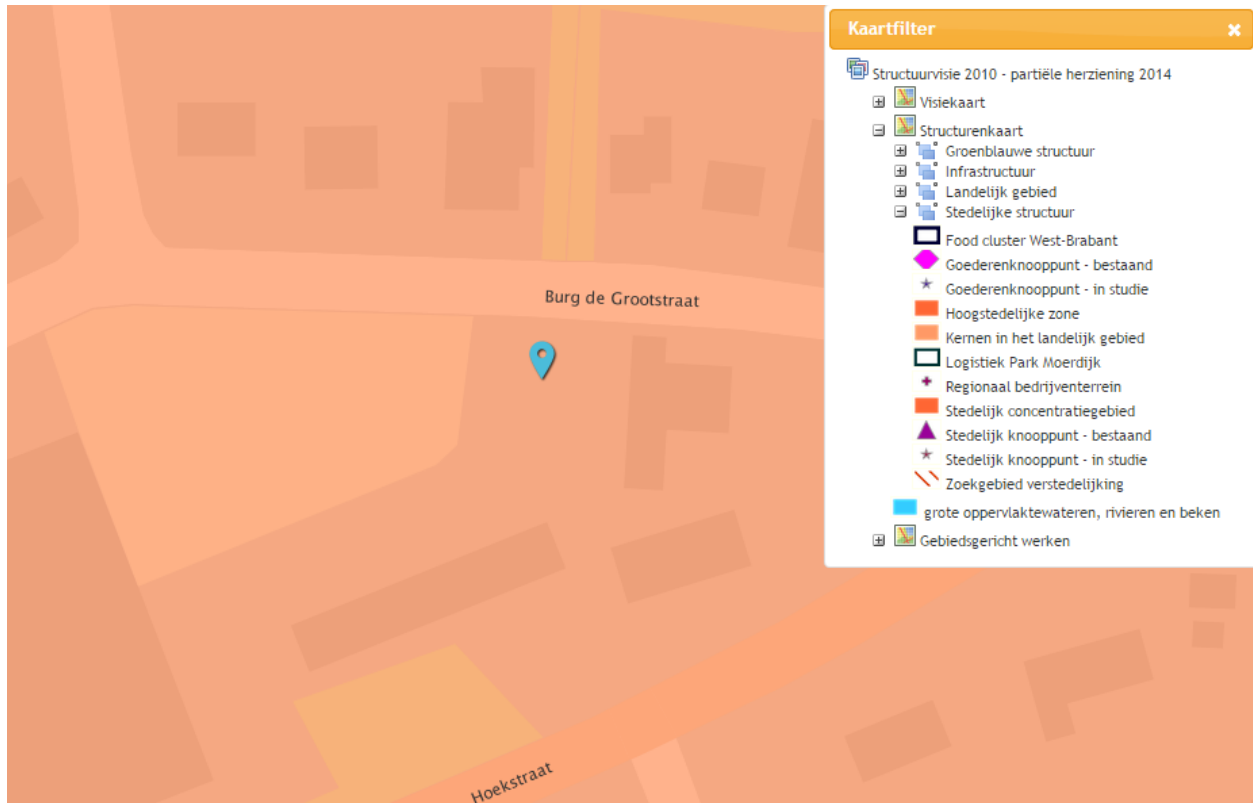 Burg de Grootstraat
Hoekstraat
Kaartfilter
Structuurvisie 2010 - partiële herziening 2014
Visiekaart
Structurenkaart
Groenblauwe structuur
Infrastructuur
Landelijk gebied
Stedelijke structuur
Food cluster West-Brabant
Goederenknooppunt - bestaand
Goederenknooppunt - in studie
Hoogstedelijke zone
Kernen in het landelijk gebied
Logistiek Park Moerdijk
Regionaal bedrijventerrein
Stedelijk concentratiegebied
Stedelijk knooppunt - bestaand
Stedelijk knooppunt - in studie
Zoekgebied verstedelijking
grote oppervlaktewateren, rivieren en beken
Gebiedsgericht werken